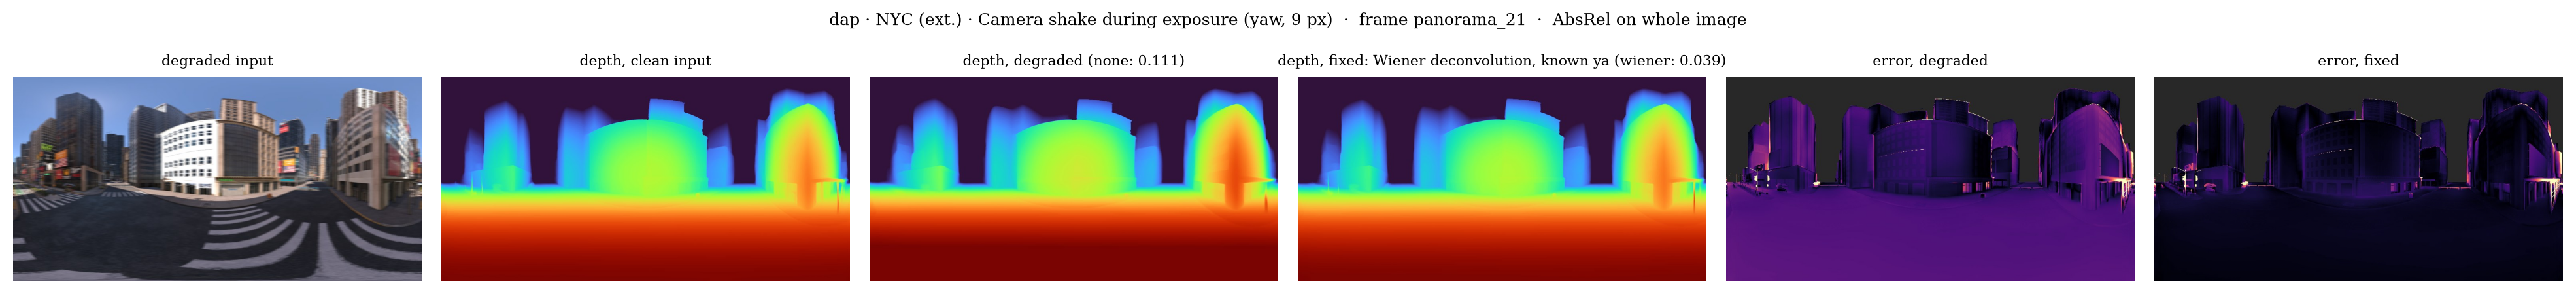 dap · NYC (ext.) · Camera shake during exposure (yaw, 9 px) · frame panorama_21 · AbsRel on whole image
degraded input
depth, clean input
depth, degraded (none: 0.111)
depth, fixed: Wiener deconvolution, known ya (wiener: 0.039)
error, degraded
error, fixed